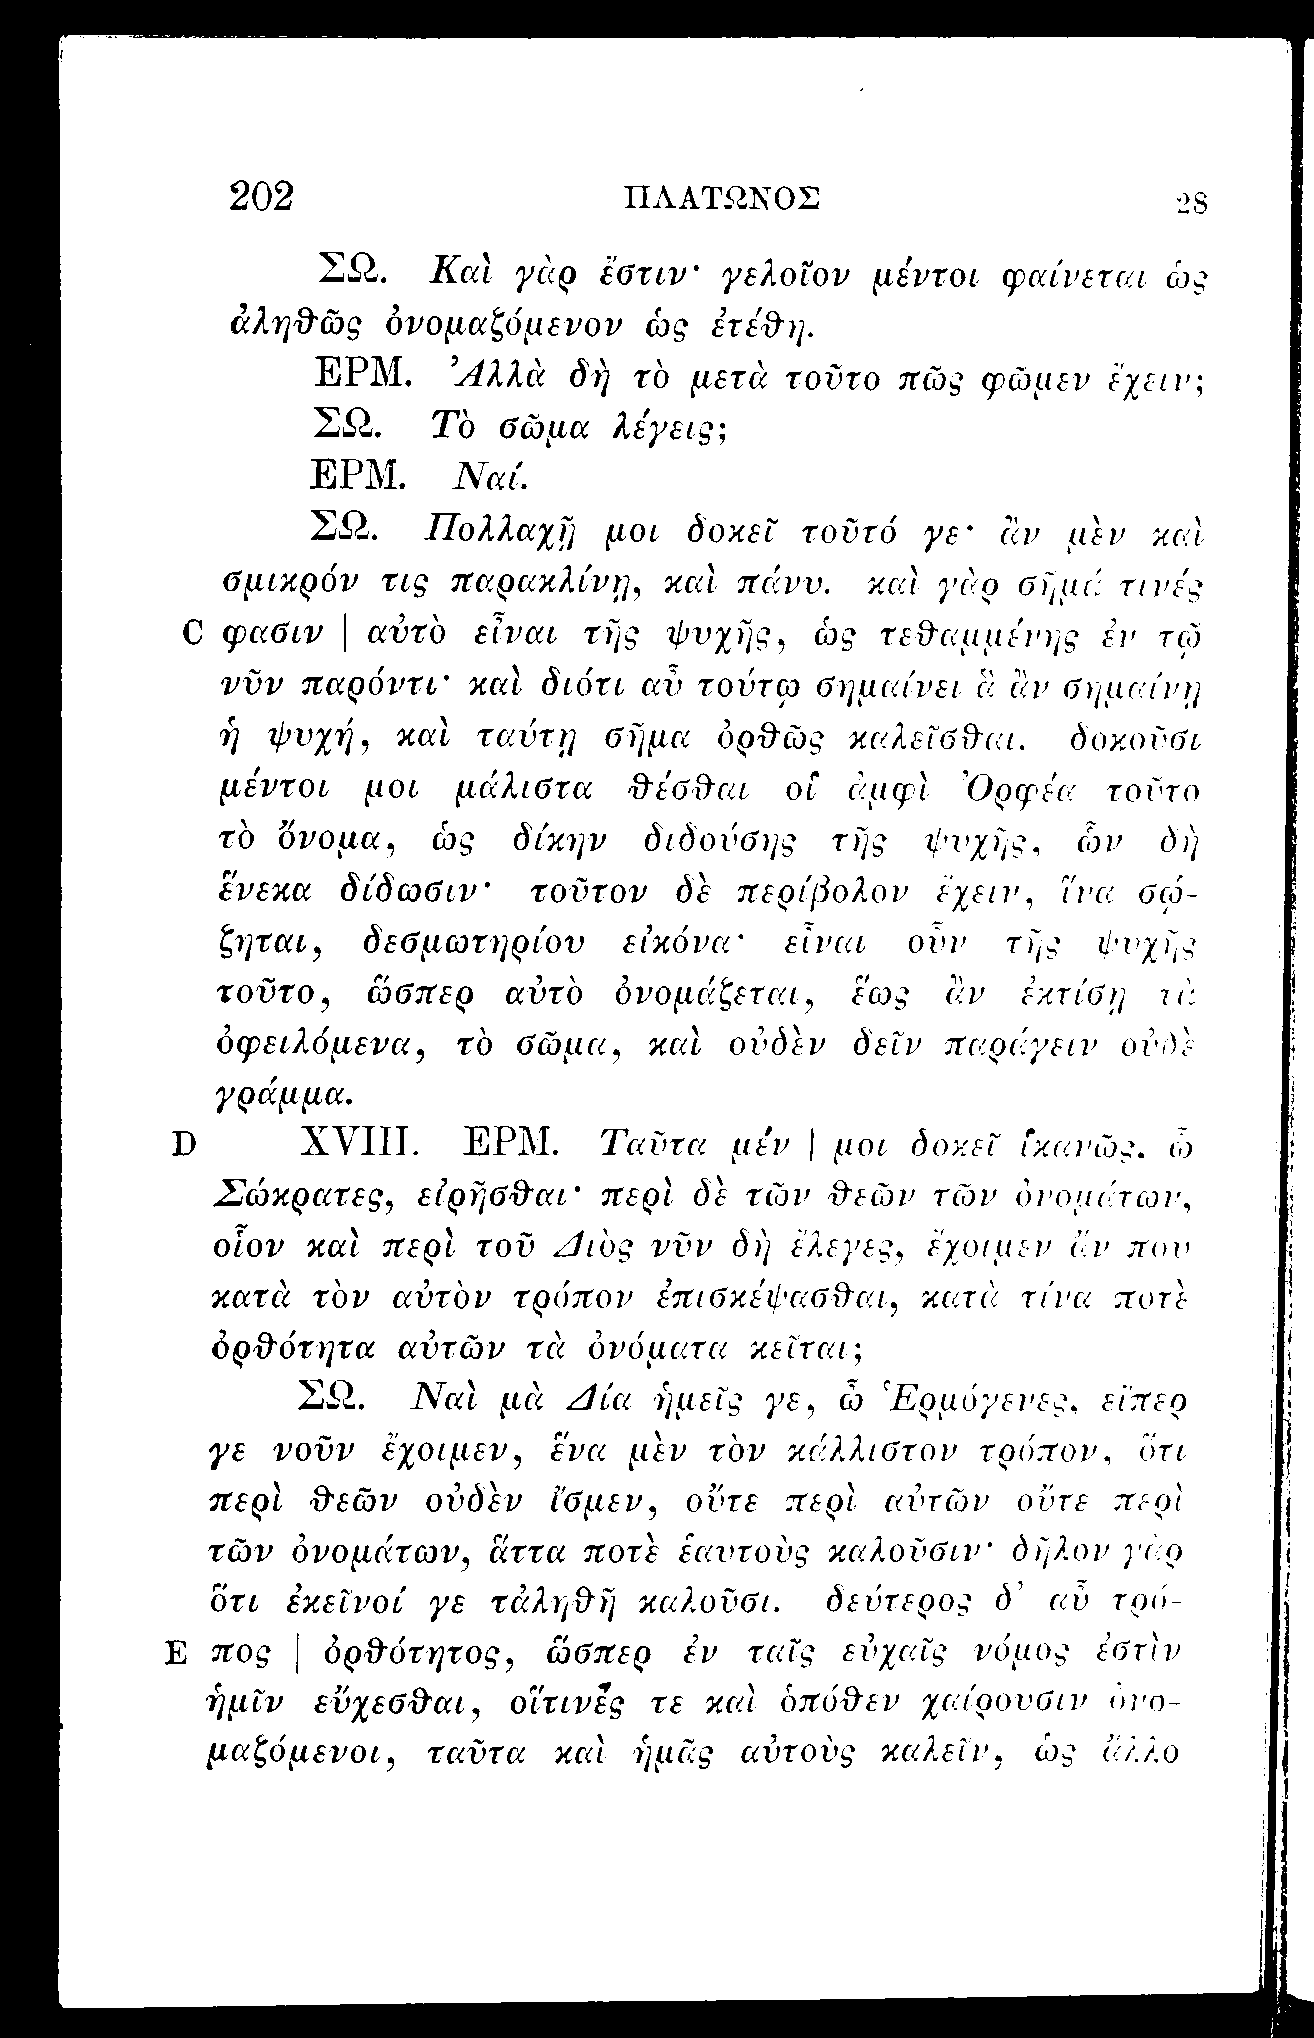 202 ΠΛΑΤΩΝΟΣ 28
ΣΩ. Καὶ γὰρ ἔστιν· γελοῖον μέντοι φαίνεται ὡς
ἀληθῶς ὀνομαζόμενον ὡς ἐτέθη.
ΕΡΜ. Ἀλλὰ δὴ τὸ μετὰ τοῦτο πῶς φῶμεν ἔχειν;
ΣΩ. Τὸ σῶμα λέγεις;
ΕΡΜ. Ναί.
ΣΩ. Πολλαχῇ μοι δοκεῖ τοῦτό γε· ἂν μὲν καὶ
σμικρόν τις παρακλίνῃ, καὶ πάνυ. καὶ γὰρ σῆμά τινές
C φασιν | αὐτὸ εἶναι τῆς ψυχῆς, ὡς τεθαμμένης ἐν τῷ
νῦν παρόντι· καὶ διότι αὖ τούτῳ σημαίνει ἃ ἂν σημαίνῃ
ἡ ψυχή, καὶ ταύτῃ σῆμα ὀρθῶς καλεῖσθαι. δοκοῦσι
μέντοι μοι μάλιστα θέσθαι οἱ ἀμφὶ Ὀρφέα τοῦτο
τὸ ὄνομα, ὡς δίκην διδούσης τῆς ψυχῆς, ὧν δὴ
ἕνεκα δίδωσιν· τοῦτον δὲ περίβολον ἔχειν, ἵνα σῴ-
ζηται, δεσμωτηρίου εἰκόνα· εἶναι οὖν τῆς ψυχῆς
τοῦτο, ὥσπερ αὐτὸ ὀνομάζεται, ἕως ἂν ἐκτίσῃ τὰ
ὀφειλόμενα, τὸ σῶμα, καὶ οὐδὲν δεῖν παράγειν οὐδὲ
γράμμα.
D XVIII. ΕΡΜ. Ταῦτα μέν | μοι δοκεῖ ἱκανῶς, ὦ
Σώκρατες, εἰρῆσθαι· περὶ δὲ τῶν θεῶν τῶν ὀνομάτων,
οἷον καὶ περὶ τοῦ Διὸς νῦν δὴ ἔλεγες, ἔχοιμεν ἄν που
κατὰ τὸν αὐτὸν τρόπον ἐπισκέψασθαι, κατὰ τίνα ποτὲ
ὀρθότητα αὐτῶν τὰ ὀνόματα κεῖται;
ΣΩ. Ναὶ μὰ Δία ἡμεῖς γε, ὦ Ἑρμόγενες, εἴπερ
γε νοῦν ἔχοιμεν, ἕνα μὲν τὸν κάλλιστον τρόπον, ὅτι
περὶ θεῶν οὐδὲν ἴσμεν, οὔτε περὶ αὐτῶν οὔτε περὶ
τῶν ὀνομάτων, ἅττα ποτὲ ἑαυτοὺς καλοῦσιν· δῆλον γὰρ
ὅτι ἐκεῖνοί γε τἀληθῆ καλοῦσι. δεύτερος δ᾽ αὖ τρό-
E πος | ὀρθότητος, ὥσπερ ἐν ταῖς εὐχαῖς νόμος ἐστὶν
ἡμῖν εὔχεσθαι, οἵτινές τε καὶ ὁπόθεν χαίρουσιν ὀνο-
μαζόμενοι, ταῦτα καὶ ἡμᾶς αὐτοὺς καλεῖν, ὡς ἄλλο